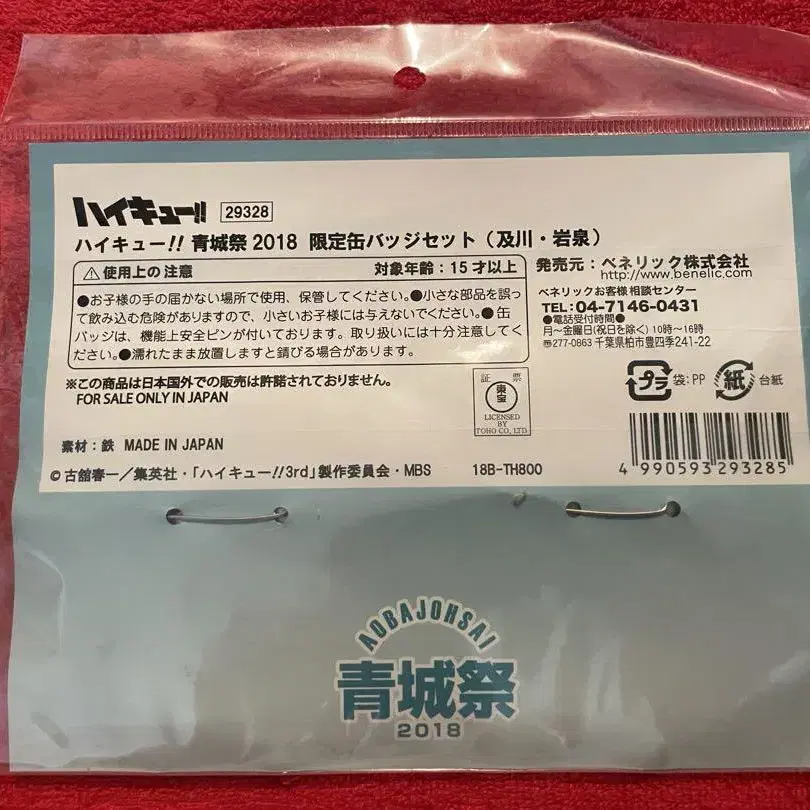 ハイキュー!! 29328
ハイキュー!! 青城祭2018 限定缶バッジセット(及川・岩泉)
⚠使用上の注意 対象年齢:15才以上
●お子様の手の届かない場所で使用、保管してください。●小さな部品を誤っ
て飲み込む危険がありますので、小さいお子様には与えないでください。●缶
バッジは、機能上安全ピンが付いております。取り扱いには十分注意してく
ださい。●濡れたまま放置しますと錆びる場合があります。
※この商品は日本国外での販売は許諾されておりません。
FOR SALE ONLY IN JAPAN
素材:鉄 MADE IN JAPAN
©古舘春一/集英社・「ハイキュー!!3rd」製作委員会・MBS 18B-TH800
発売元:ベネリック株式会社
http://www.benelic.com
ベネリックお客様相談センター
TEL:04-7146-0431
●電話受付時間●
月~金曜日(祝日を除く)10時~16時
〒277-0863 千葉県柏市豊四季241-22
プラ 袋:PP 紙 台紙
証票
東宝
LICENSED
BY
TOHO CO., LTD.
4 990593 293285
AOBAJOHSAI
青城祭
2018